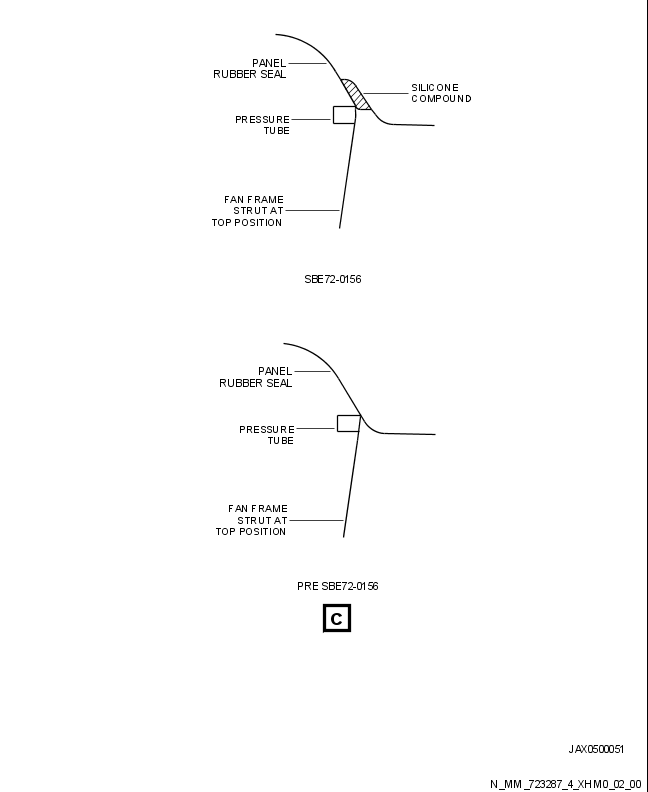 PANEL
RUBBER SEAL
SILICONE
COMPOUND
PRESSURE
TUBE
FAN FRAME
STRUT AT
TOP POSITION
SBE72-0156
PANEL
RUBBER SEAL
PRESSURE
TUBE
FAN FRAME
STRUT AT
TOP POSITION
PRE SBE72-0156
C
JAX0500051
N_MM_723287_4_XHM0_02_00